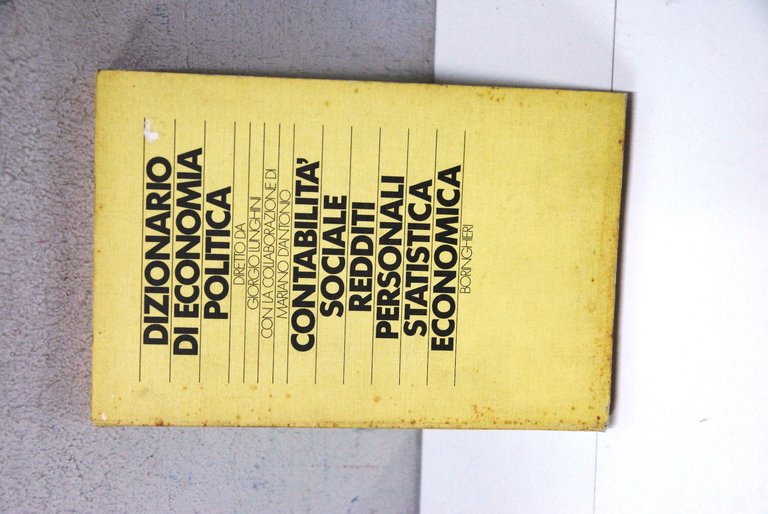 DIZIONARIO
DI ECONOMIA
POLITICA
DIRETTO DA
GIORGIO LUNGHINI
CON LA COLLABORAZIONE DI
MARIANO D'ANTONIO
CONTABILITA'
SOCIALE
REDDITI
PERSONALI
STATISTICA
ECONOMICA
BORINGHIERI